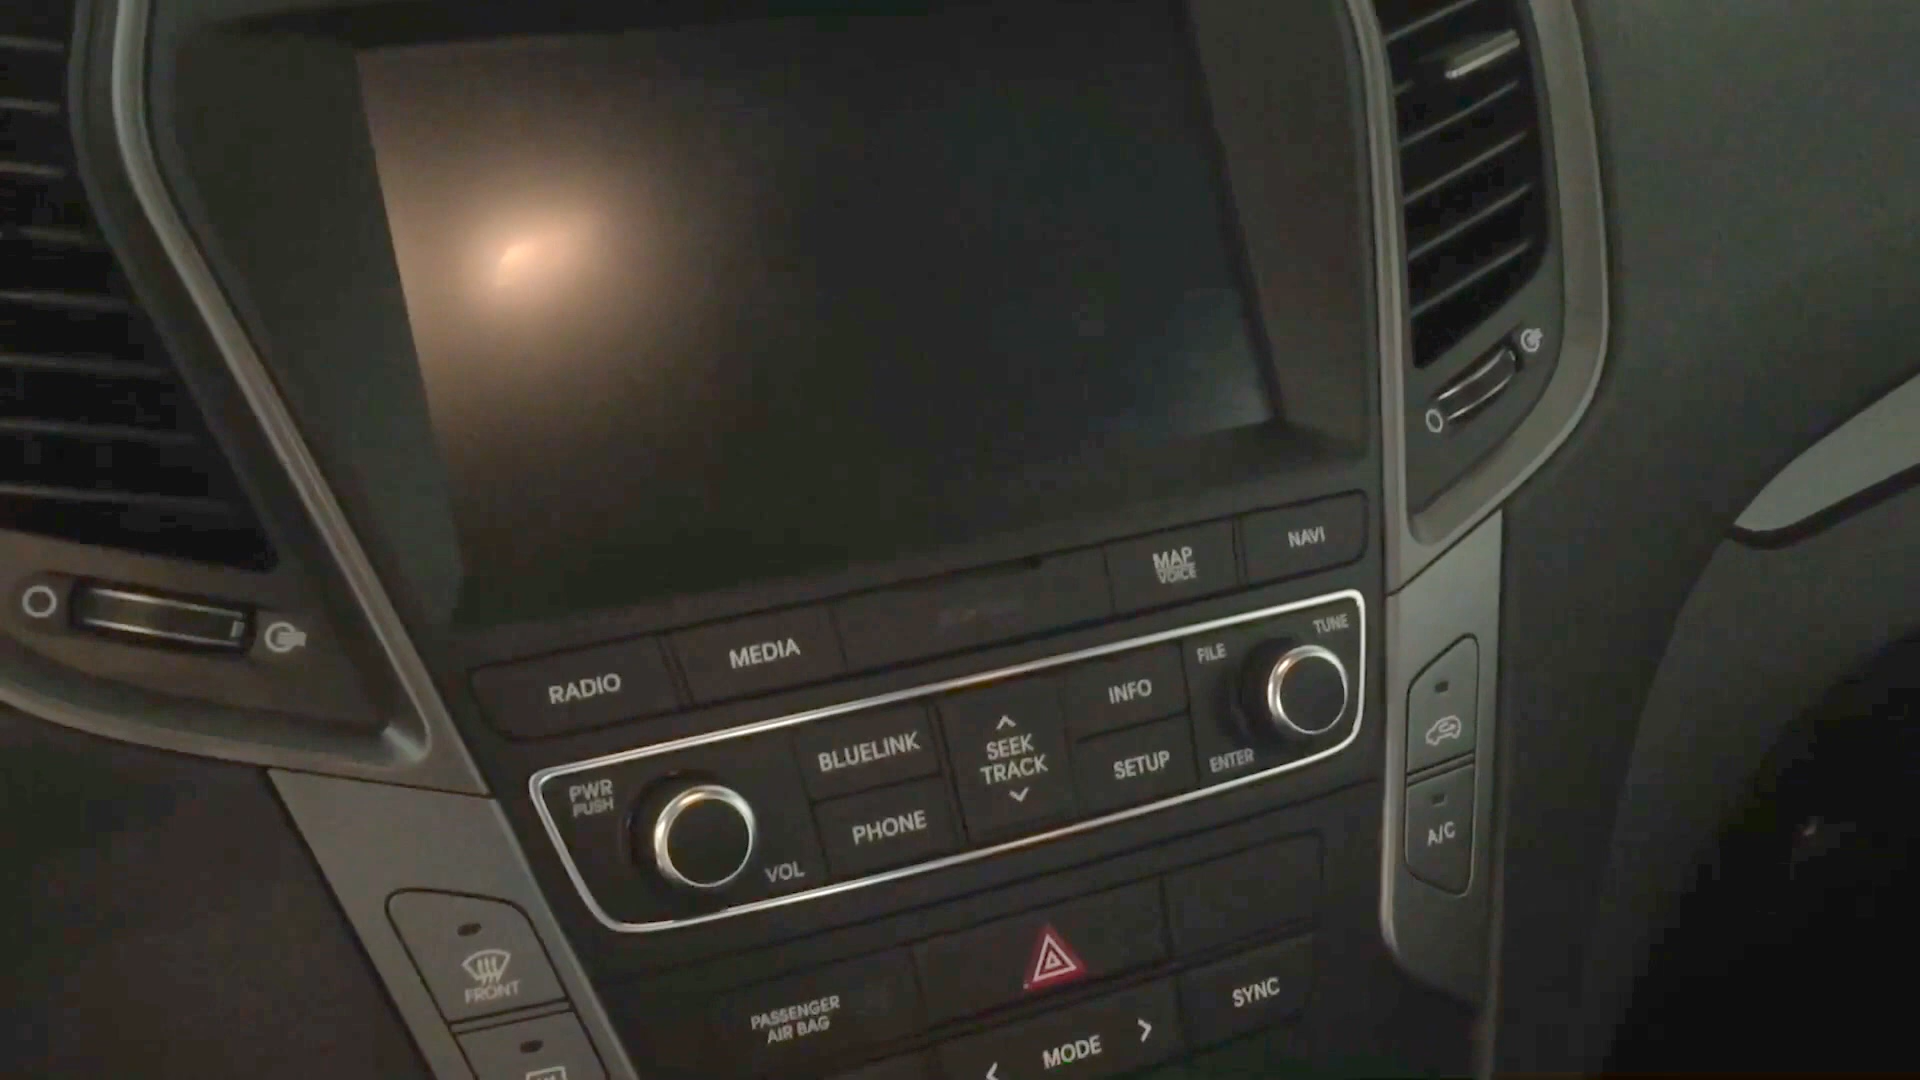 MAP
VOICE
NAVI
RADIO
MEDIA
PWR
PUSH
VOL
BLUELINK
PHONE
SEEK
TRACK
INFO
SETUP
FILE
TUNE
ENTER
A/C
FRONT
PASSENGER
AIR BAG
< MODE >
SYNC